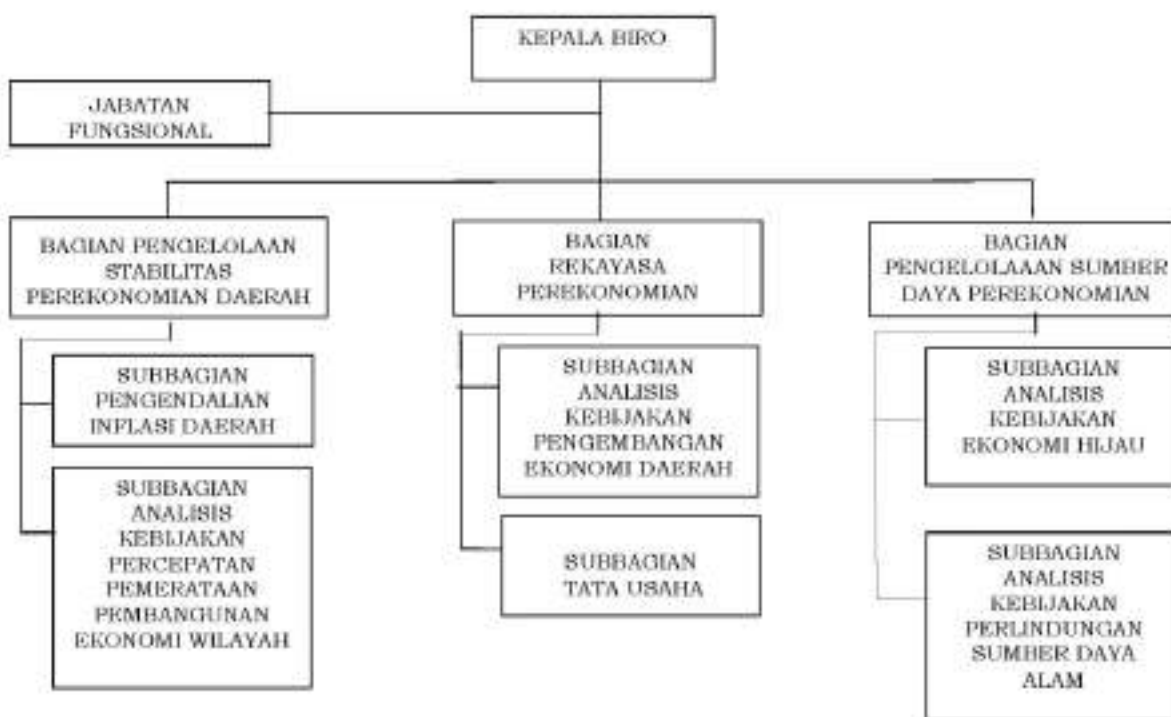 KEPALA BIRO
JABATAN
FUNGSIONAL
BAGIAN PENGELOLAAN
STABILITAS
PEREKONOMIAN DAERAH
SUBBAGIAN
PENGENDALIAN
INFLASI DAERAH
SUBBAGIAN
ANALISIS
KEBIJAKAN
PERCEPATAN
PEMERATAAN
PEMBANGUNAN
EKONOMI WILAYAH
BAGIAN
REKAYASA
PEREKONOMIAN
SUBBAGIAN
ANALISIS
KEBIJAKAN
PENGEMBANGAN
EKONOMI DAERAH
SUBBAGIAN
TATA USAHA
BAGIAN
PENGELOLAAAN SUMBER
DAYA PEREKONOMIAN
SUBBAGIAN
ANALISIS
KEBIJAKAN
EKONOMI HIJAU
SUBBAGIAN
ANALISIS
KEBIJAKAN
PERLINDUNGAN
SUMBER DAYA
ALAM